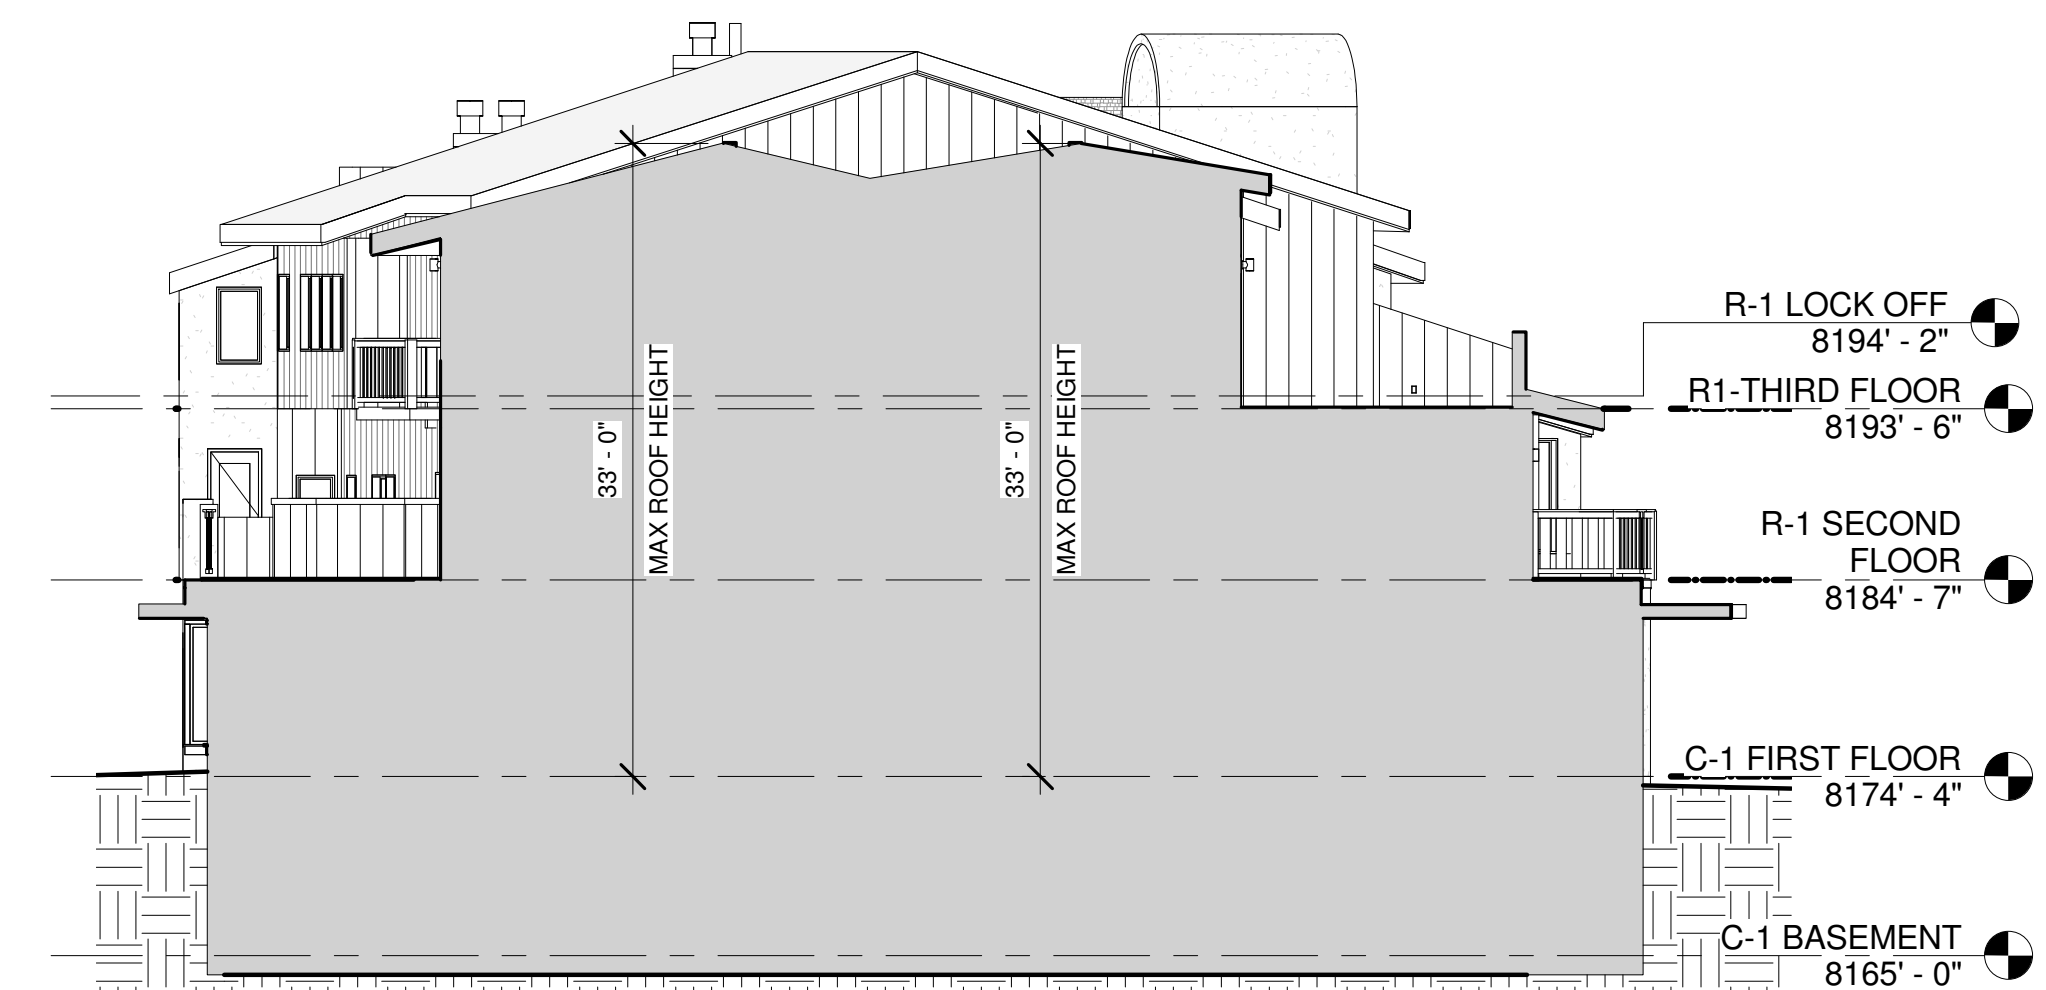 R-1 LOCK OFF
8194' - 2"
R1-THIRD FLOOR
8193' - 6"
33' - 0"
MAX ROOF HEIGHT
33' - 0"
MAX ROOF HEIGHT
R-1 SECOND
FLOOR
8184' - 7"
C-1 FIRST FLOOR
8174' - 4"
C-1 BASEMENT
8165' - 0"